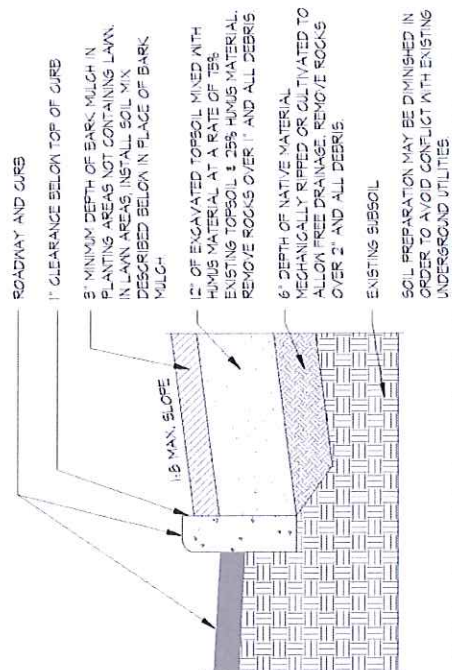 ROADWAY AND CURB
1" CLEARANCE BELOW TOP OF CURB
3" MINIMUM DEPTH OF BARK MULCH IN
PLANTING AREAS NOT CONTAINING LAWN.
IN LAWN AREAS, INSTALL SOIL MIX
DESCRIBED BELOW IN PLACE OF BARK
MULCH.
12" OF EXCAVATED TOPSOIL MIXED WITH
HUMUS MATERIAL AT A RATE OF 75%
EXISTING TOPSOIL & 25% HUMUS MATERIAL.
REMOVE ROCKS OVER 1" AND ALL DEBRIS.
6" DEPTH OF NATIVE MATERIAL
MECHANICALLY RIPPED OR CULTIVATED TO
ALLOW FREE DRAINAGE. REMOVE ROCKS
OVER 2" AND ALL DEBRIS.
EXISTING SUBSOIL
SOIL PREPARATION MAY BE DIMINISHED IN
ORDER TO AVOID CONFLICT WITH EXISTING
UNDERGROUND UTILITIES.
1:8 MAX. SLOPE